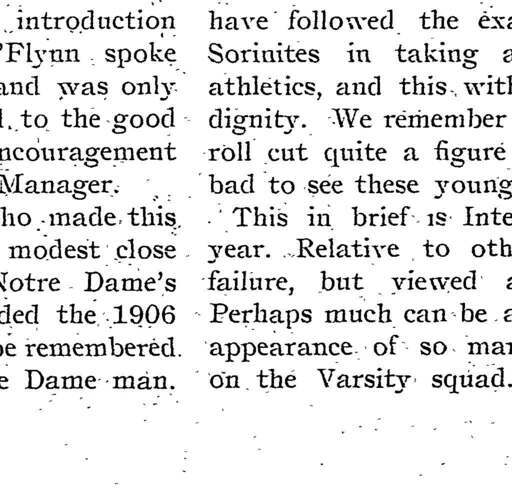 introduction
'Flynn spoke
and was only
to the good
ncouragement
Manager.
ho made this
modest close
Notre Dame's
ded the 1906
be remembered.
e Dame man.
have followed the exa
Sorinites in taking a
athletics, and this with
dignity. We remember
roll cut quite a figure
bad to see these young
This in brief is Inte
year. Relative to oth
failure, but viewed a
Perhaps much can be a
appearance of so man
on the Varsity squad.